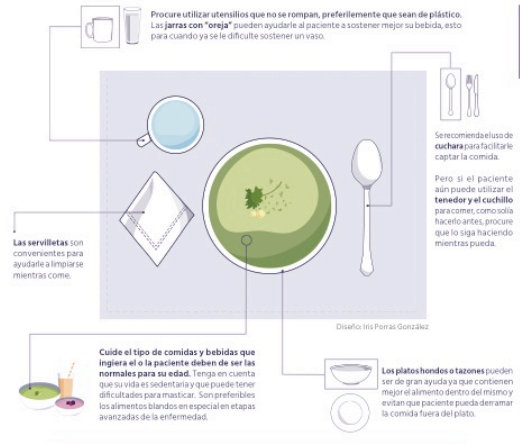 Procure utilizar utensilios que no se rompan, preferilemente que sean de plástico.
Las jarras con "oreja" pueden ayudarle al paciente a sostener mejor su bebida, esto
para cuando ya se le dificulte sostener un vaso.
Se recomienda el uso de
cuchara para facilitarle
captar la comida.
Pero si el paciente
aún puede utilizar el
tenedor y el cuchillo
para comer, como solía
hacerlo antes, procure
que lo siga haciendo
mientras pueda.
Las servilletas son
convenientes para
ayudarle a limpiarse
mientras come.
Diseño: Iris Porras González
Cuide el tipo de comidas y bebidas que
ingiera el o la paciente deben de ser las
normales para su edad. Tenga en cuenta
que su vida es sedentaria y que puede tener
dificultades para masticar. Son preferibles
los alimentos blandos en especial en etapas
avanzadas de la enfermedad.
Los platos hondos o tazones pueden
ser de gran ayuda ya que contienen
mejor el alimento dentro del mismo y
evitan que paciente pueda derramar
la comida fuera del plato.